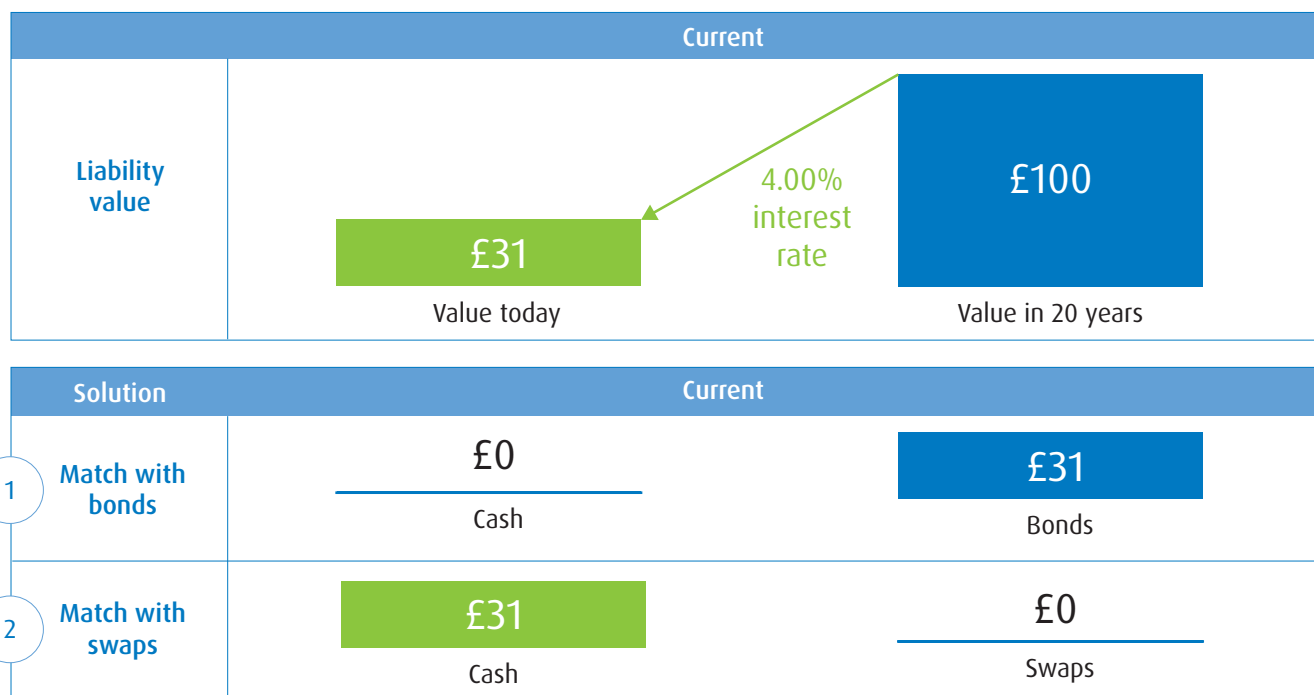 Current
Liability
value
4.00%
interest
rate
£100
£31
Value today
Value in 20 years
Solution
Current
1
Match with
bonds
£0
Cash
£31
Bonds
2
Match with
swaps
£31
Cash
£0
Swaps